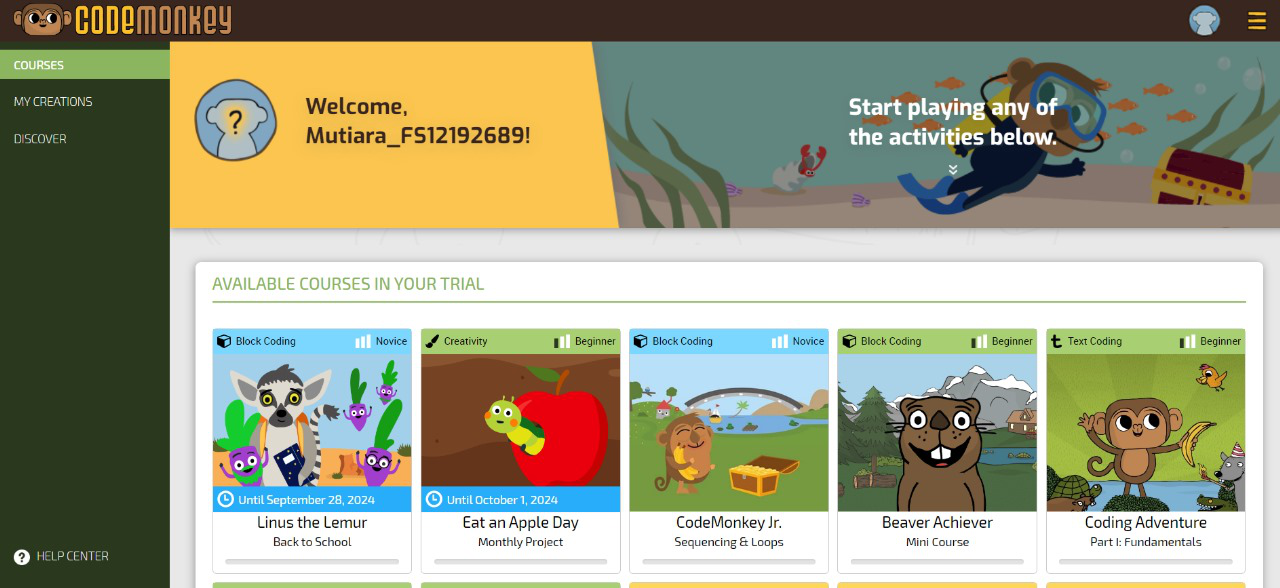 CODEMONKEY
COURSES
MY CREATIONS
DISCOVER
HELP CENTER
Welcome,
Mutiara_FS12192689!
Start playing any of
the activities below.
AVAILABLE COURSES IN YOUR TRIAL
Block Coding Novice
Until September 28, 2024
Linus the Lemur
Back to School
Creativity Beginner
Until October 1, 2024
Eat an Apple Day
Monthly Project
Block Coding Novice
CodeMonkey Jr.
Sequencing & Loops
Block Coding Beginner
Beaver Achiever
Mini Course
Text Coding Beginner
Coding Adventure
Part I: Fundamentals